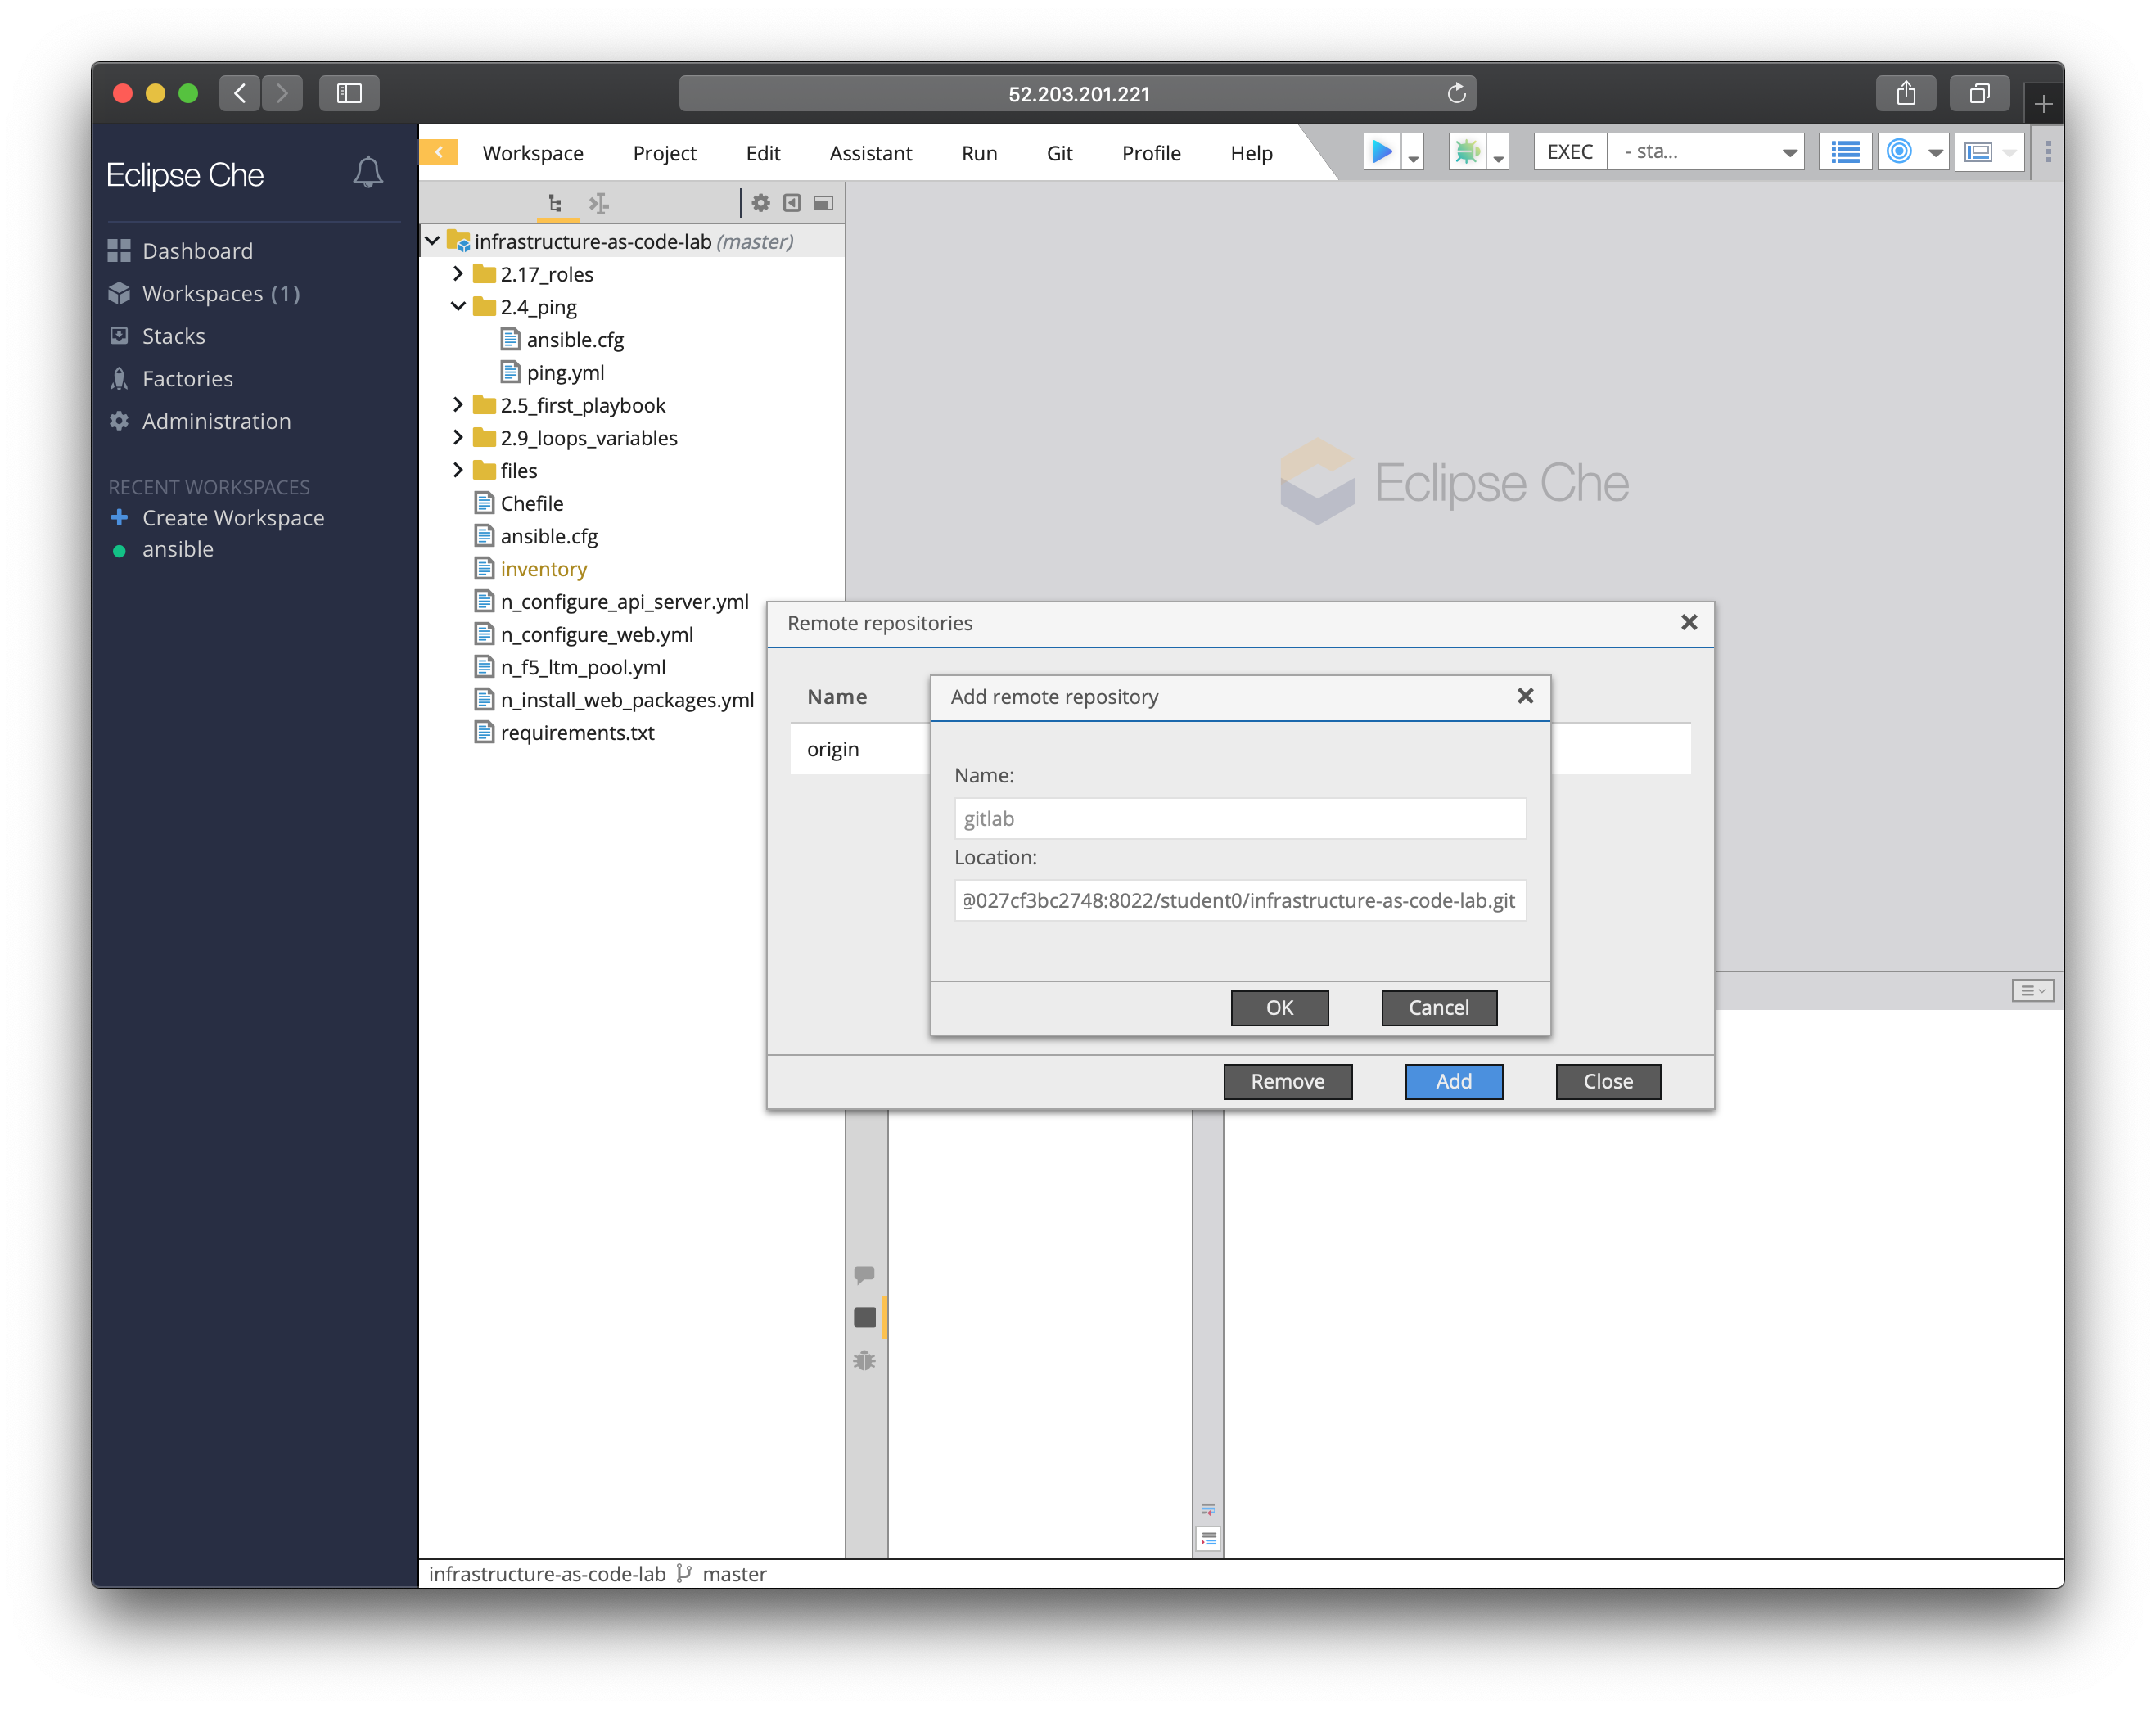 52.203.201.221
Eclipse Che
Workspace Project Edit Assistant Run Git Profile Help
EXEC - sta...
Dashboard
Workspaces (1)
Stacks
Factories
Administration
RECENT WORKSPACES
Create Workspace
ansible
infrastructure-as-code-lab (master)
2.17_roles
2.4_ping
ansible.cfg
ping.yml
2.5_first_playbook
2.9_loops_variables
files
Chefile
ansible.cfg
inventory
n_configure_api_server.yml
n_configure_web.yml
n_f5_ltm_pool.yml
n_install_web_packages.yml
requirements.txt
Eclipse Che
Remote repositories
Name
origin
Add remote repository
Name:
gitlab
Location:
@027cf3bc2748:8022/student0/infrastructure-as-code-lab.git
OK Cancel
Remove Add Close
infrastructure-as-code-lab master